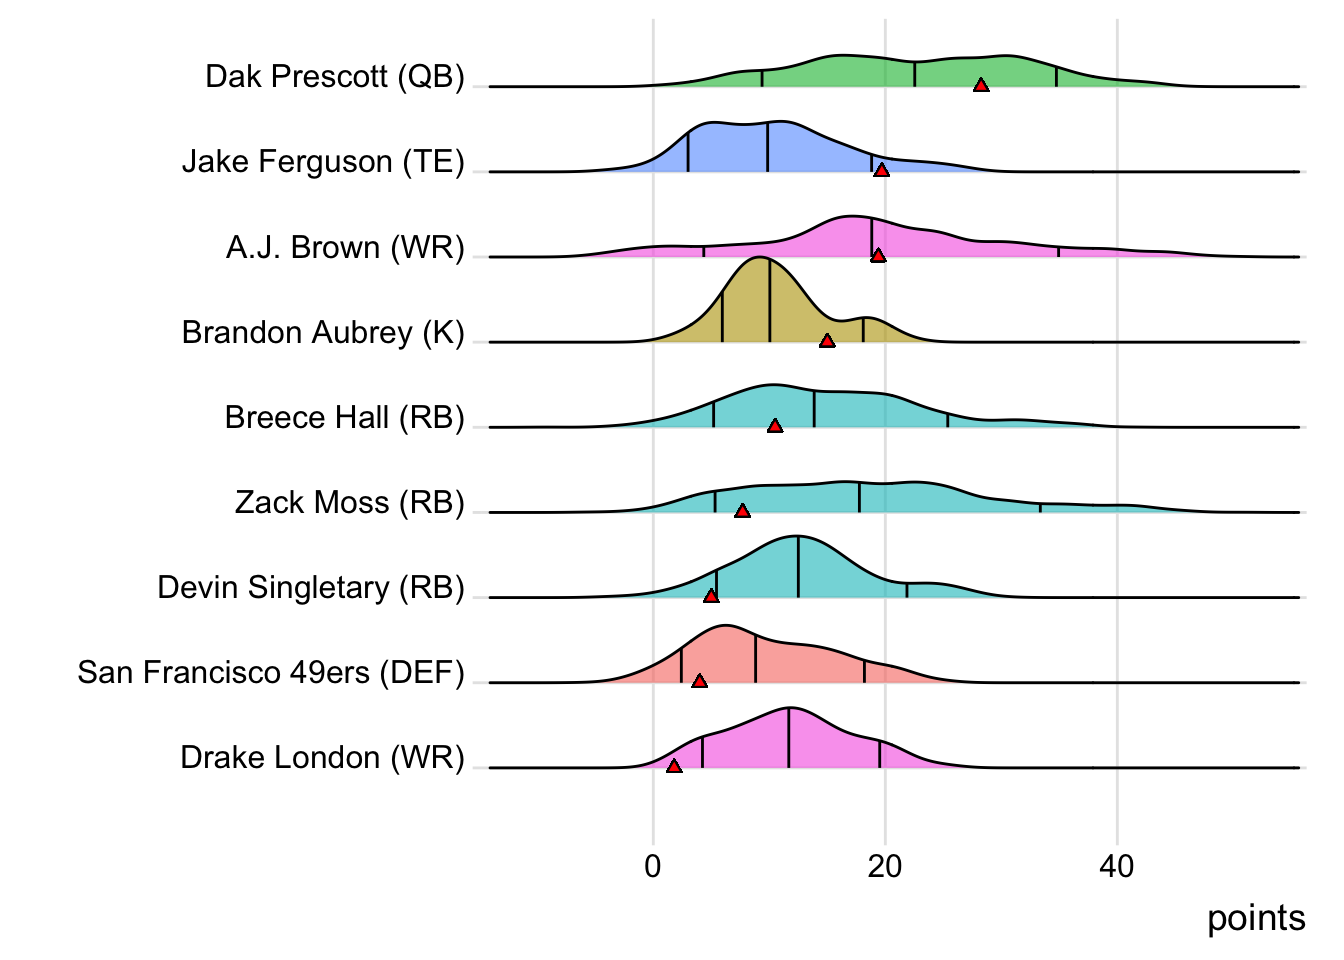 Dak Prescott (QB)
Jake Ferguson (TE)
A.J. Brown (WR)
Brandon Aubrey (K)
Breece Hall (RB)
Zack Moss (RB)
Devin Singletary (RB)
San Francisco 49ers (DEF)
Drake London (WR)
0 20 40
points